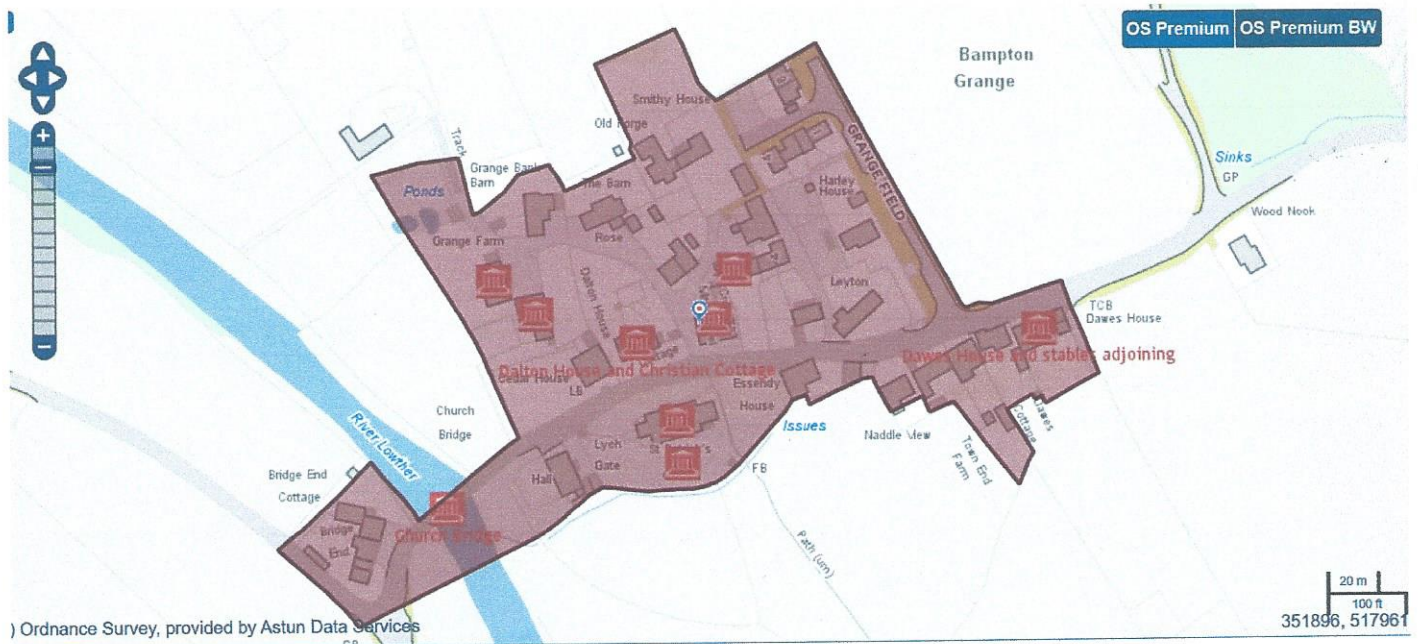 OS Premium
OS Premium BW
Bampton
Grange
Smithy House
Old Forge
Track
Grange Bank
Barn
The Barn
Ponds
Grange Farm
Rose
Harley
House
GRANGE FIELD
Sinks
GP
Wood Nook
Dalton House
Leyton
TCB
Dawes House
Dawes House and stables adjoining
Dalton House and Christian Cottage
Cedar House
LB
Essendy
House
Church
Bridge
River Lowther
Issues
Naddle View
Dawes
Cottage
Town End
Farm
Lych
Gate
Hall
FB
Bridge End
Cottage
Bridge
End
Church Bridge
Path (um)
20 m
100 ft
351896, 517961
) Ordnance Survey, provided by Astun Data Services